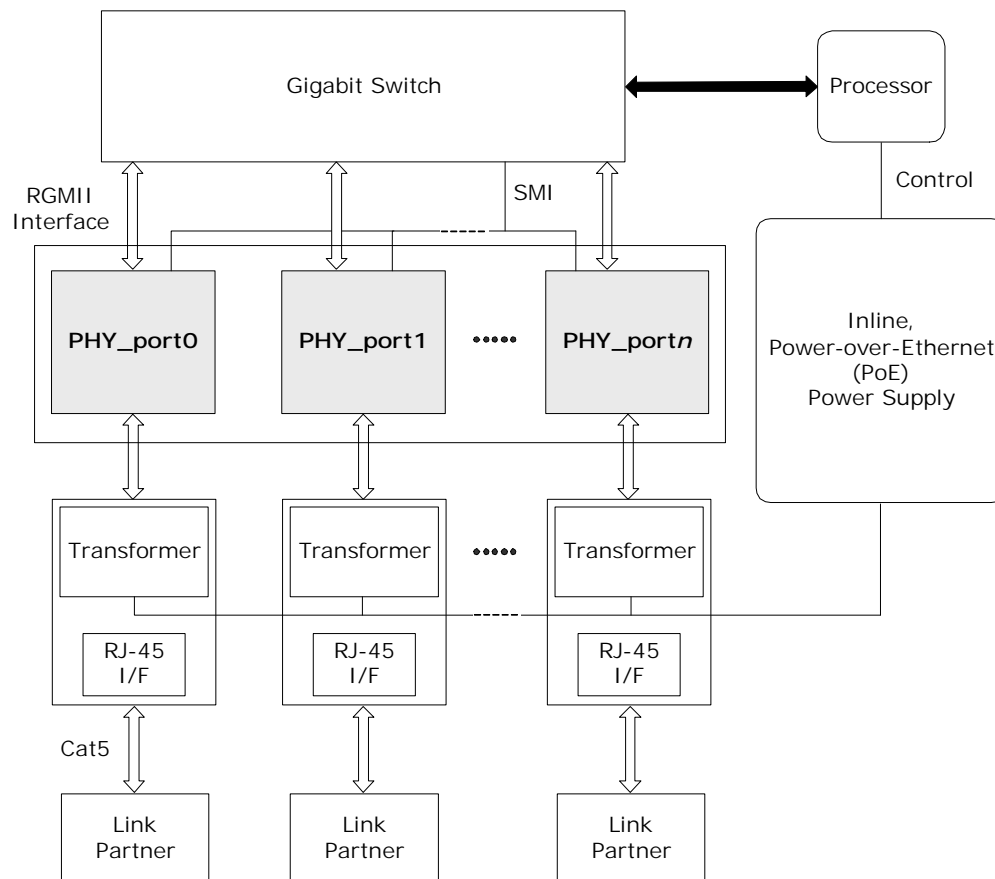 Gigabit Switch
Processor
RGMII
Interface
SMI
Control
PHY_port0
PHY_port1
PHY_portn
Inline,
Power-over-Ethernet
(PoE)
Power Supply
Transformer
Transformer
Transformer
RJ-45
I/F
RJ-45
I/F
RJ-45
I/F
Cat5
Link
Partner
Link
Partner
Link
Partner